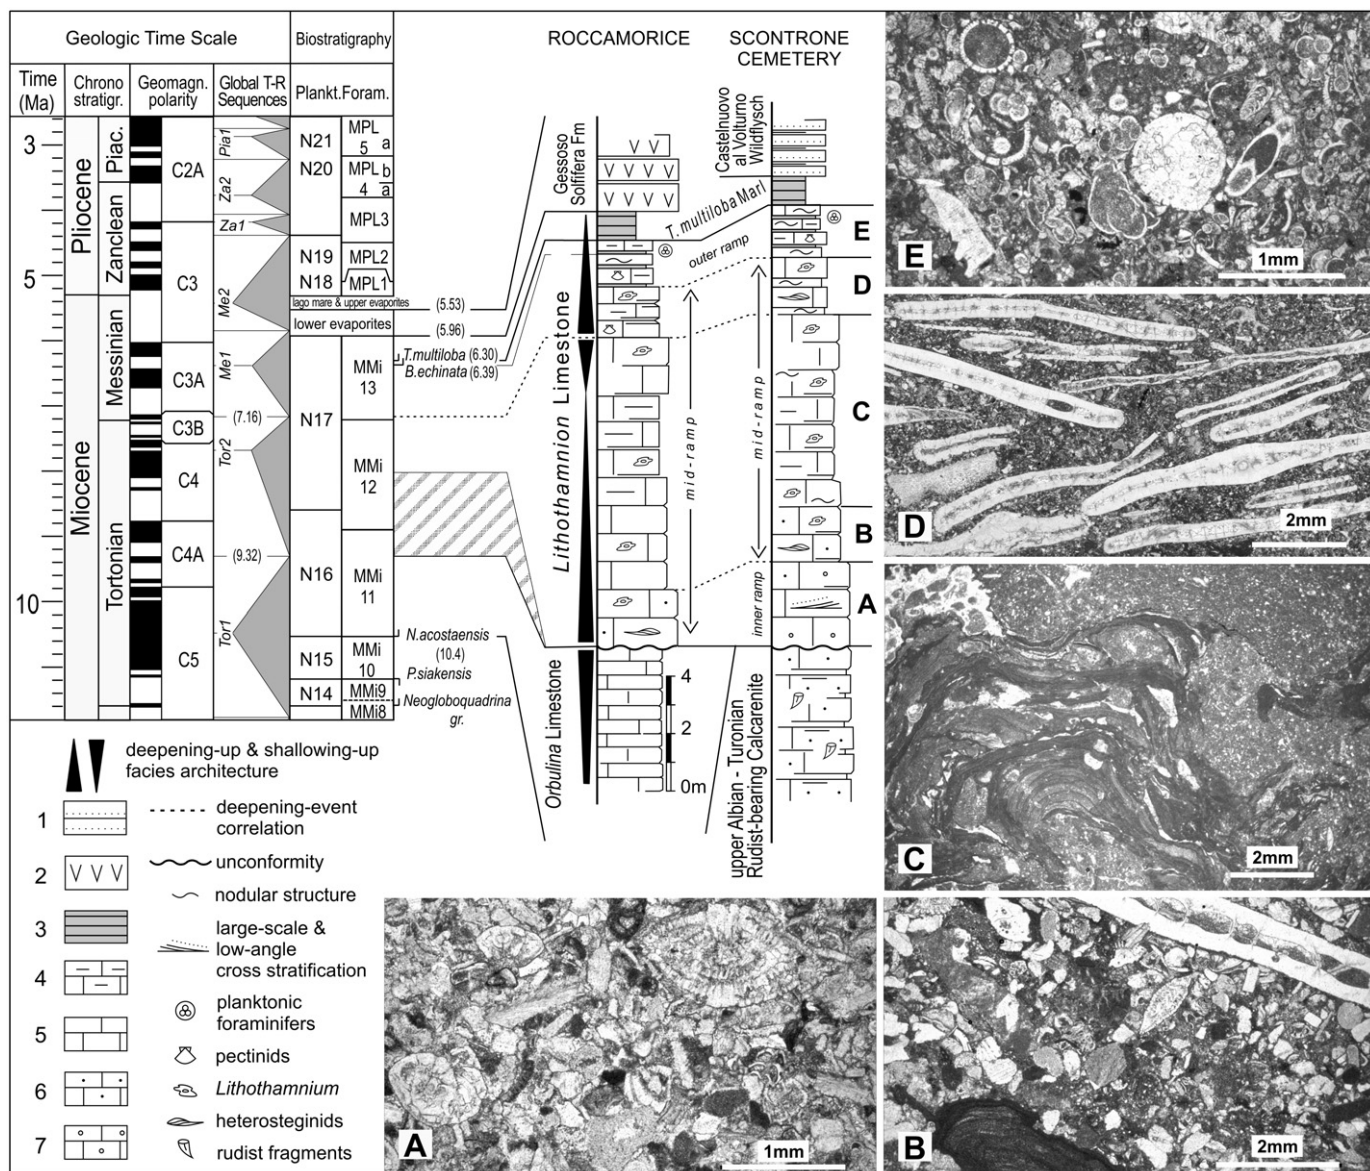 Geologic Time Scale
Biostratigraphy
Time
(Ma)
Chrono
stratigr.
Geomagn.
polarity
Global T-R
Sequences
Plankt.Foram.
3
5
10
Pliocene
Miocene
Piac.
Zanclean
Messinian
Tortonian
C2A
C3
C3A
C3B
C4
C4A
C5
Pia1
Za2
Za1
Me2
Me1
(7.16)
Tor2
(9.32)
Tor1
N21
N20
N19
N18
lago mare & upper evaporites
lower evaporites
N17
N16
N15
N14
MPL
5 a
MPL b
4 a
MPL3
MPL2
MPL1
MMi
13
MMi
12
MMi
11
MMi
10
MMi9
MMi8
(5.53)
(5.96)
T.multiloba (6.30)
B.echinata (6.39)
N.acostaensis
(10.4)
P.siakensis
Neogloboquadrina
gr.
ROCCAMORICE
SCONTRONE
CEMETERY
Gessoso
Solfifera Fm
Lithothamnion Limestone
Orbulina Limestone
mid-ramp
4
2
0m
Castelnuovo
al Volturno
Wildflysch
T. multiloba Marl
outer ramp
mid-ramp
inner ramp
upper Albian - Turonian
Rudist-bearing Calcarenite
E
D
C
B
A
deepening-up & shallowing-up
facies architecture
1
2
3
4
5
6
7
deepening-event
correlation
unconformity
nodular structure
large-scale &
low-angle
cross stratification
planktonic
foraminifers
pectinids
Lithothamnium
heterosteginids
rudist fragments
E
1mm
D
2mm
C
2mm
A
1mm
B
2mm